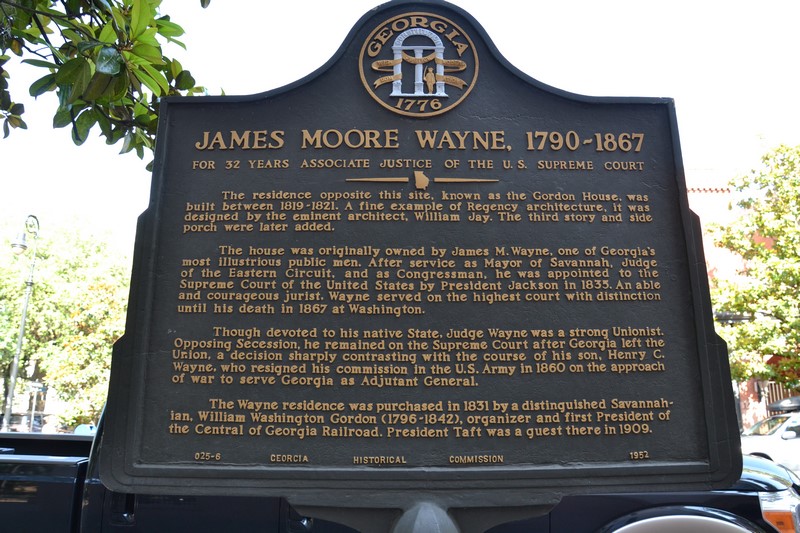 GEORGIA
1776
JAMES MOORE WAYNE, 1790~1867
FOR 32 YEARS ASSOCIATE JUSTICE OF THE U.S. SUPREME COURT
The residence opposite this site, known as the Gordon House, was
built between 1819-1821. A fine example of Regency architecture, it was
designed by the eminent architect, William Jay. The third story and side
porch were later added.
The house was originally owned by James M. Wayne, one of Georgia's
most illustrious public men. After service as Mayor of Savannah, Judge
of the Eastern Circuit, and as Congressman, he was appointed to the
Supreme Court of the United States by President Jackson in 1835. An able
and courageous jurist, Wayne served on the highest court with distinction
until his death in 1867 at Washington.
Though devoted to his native State, Judge Wayne was a strong Unionist.
Opposing Secession, he remained on the Supreme Court after Georgia left the
Union, a decision sharply contrasting with the course of his son, Henry C.
Wayne, who resigned his commission in the U.S. Army in 1860 on the approach
of war to serve Georgia as Adjutant General.
The Wayne residence was purchased in 1831 by a distinguished Savannah-
ian, William Washington Gordon (1796-1842), organizer and first President of
the Central of Georgia Railroad. President Taft was a guest there in 1909.
025-6 GEORGIA HISTORICAL COMMISSION 1952